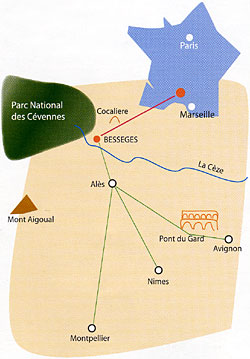 Paris
Parc National
des Cévennes
Cocaliere
Marseille
BESSEGES
La Cèze
Alès
Mont Aigoual
Pont du Gard
Avignon
Nimes
Montpellier